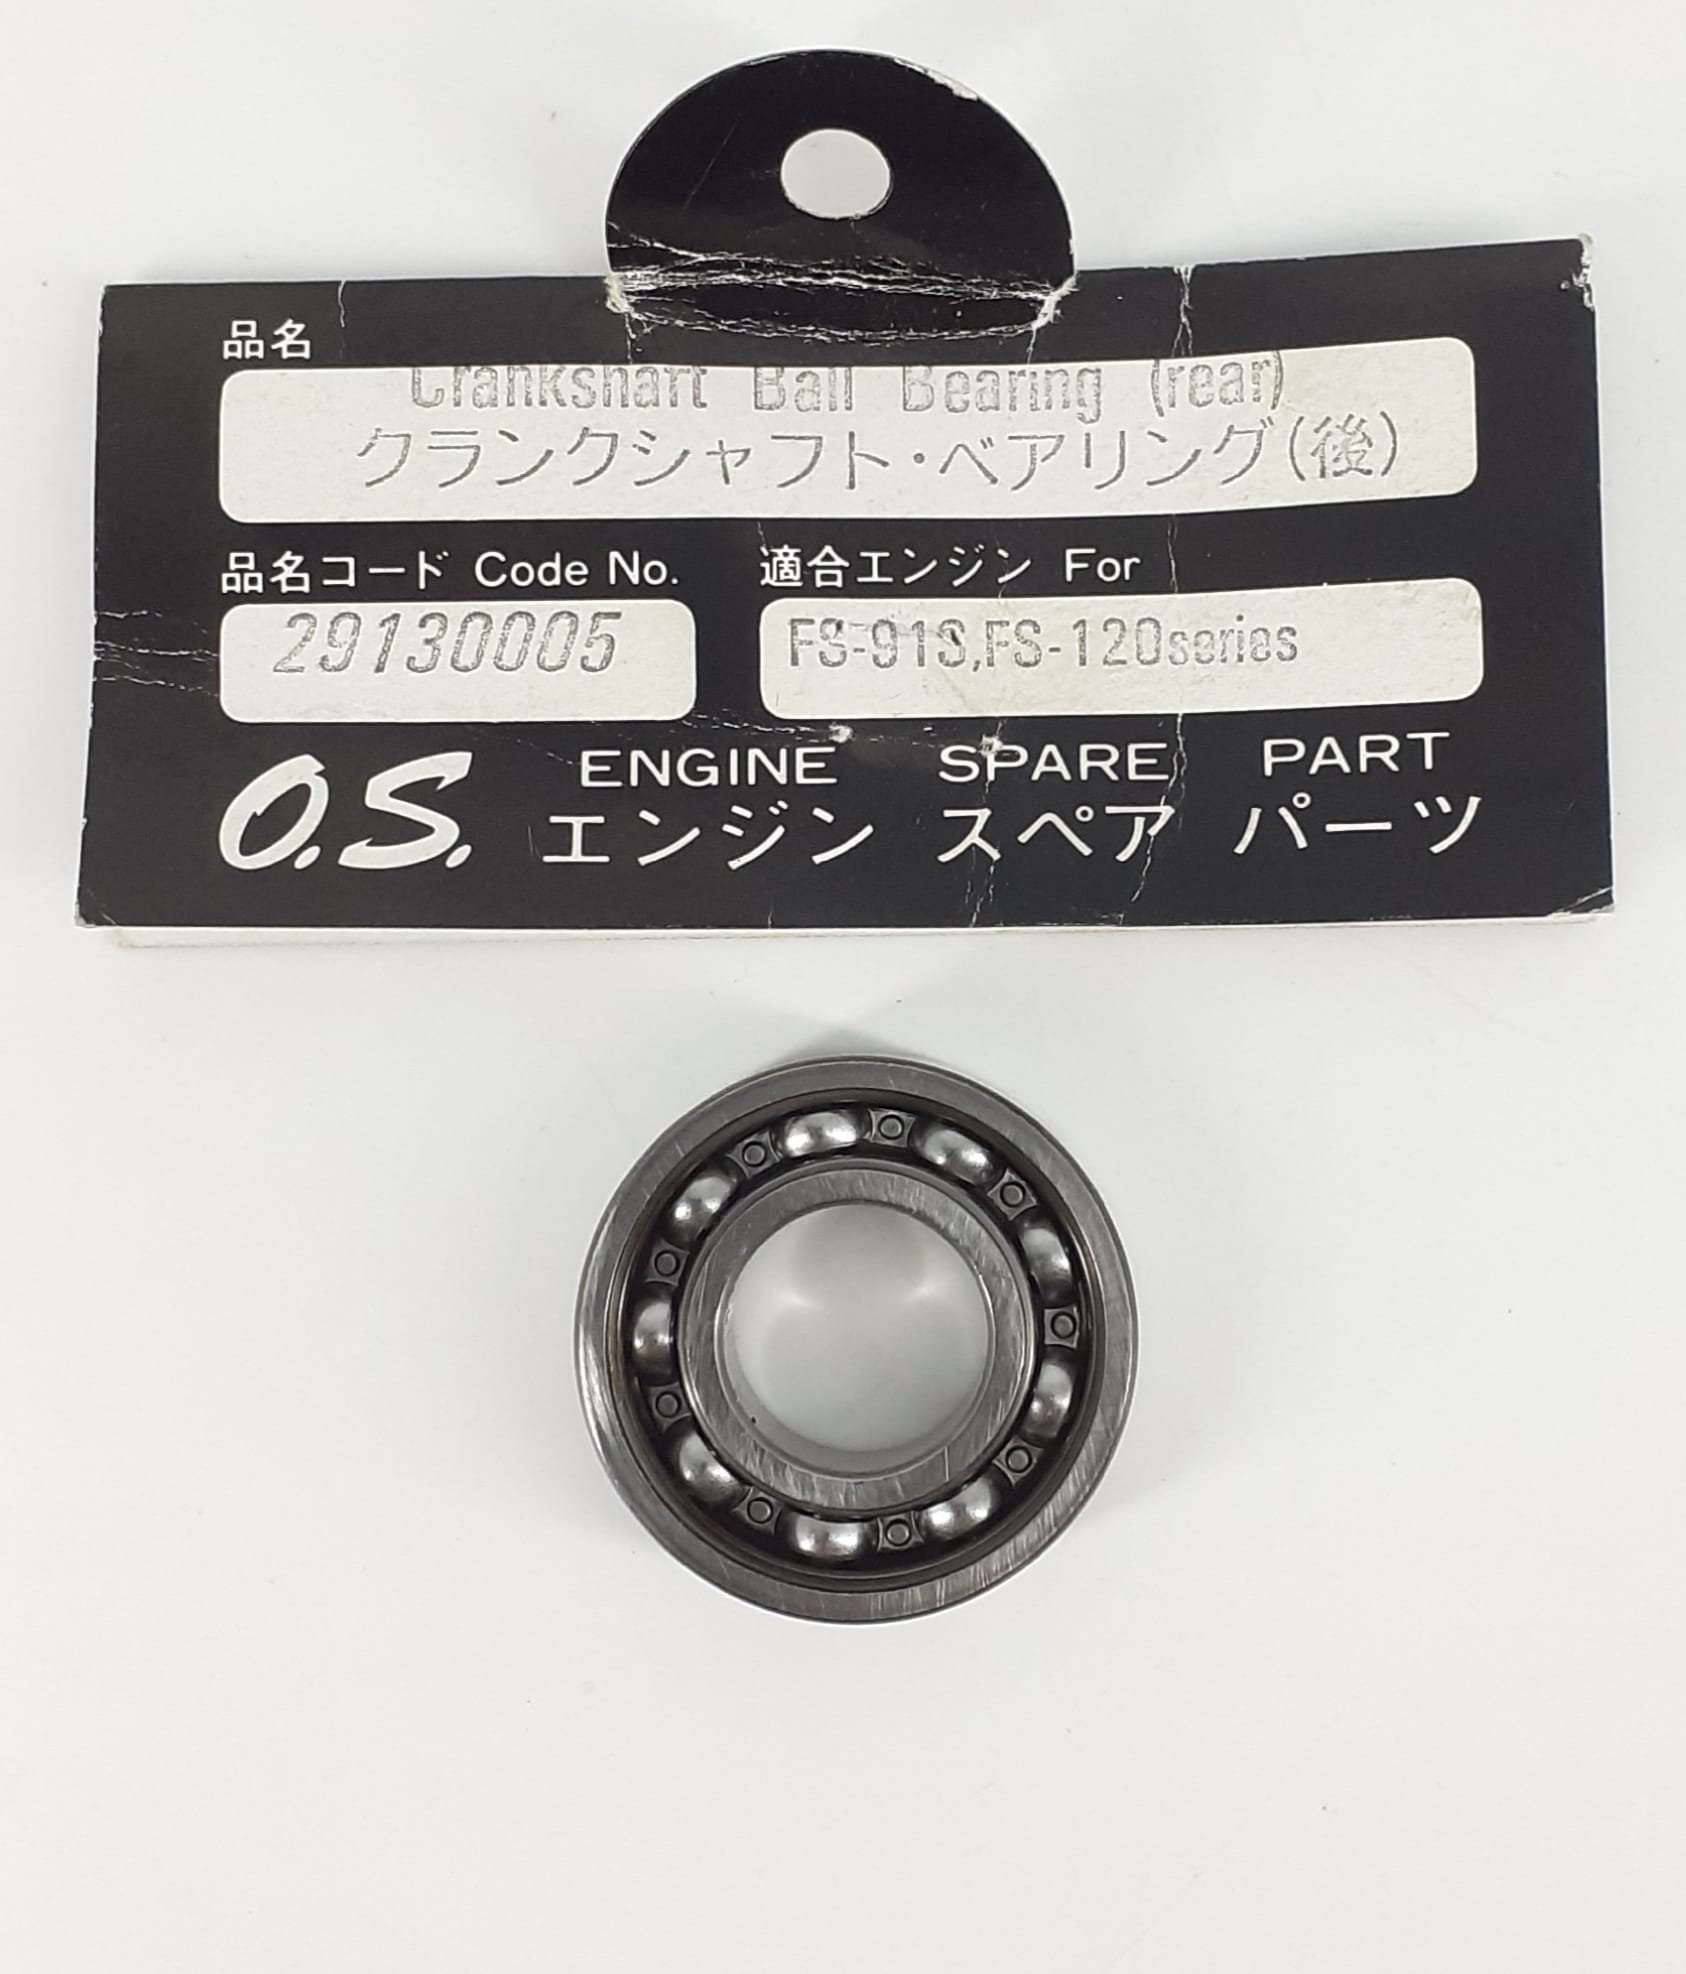 品名
Crankshaft Ball Bearing (rear)
クランクシャフト・ベアリング(後)
品名コード Code No.
29130005
適合エンジン For
FS-91S,FS-120series
O.S. ENGINE SPARE PART
エンジン スペア パーツ